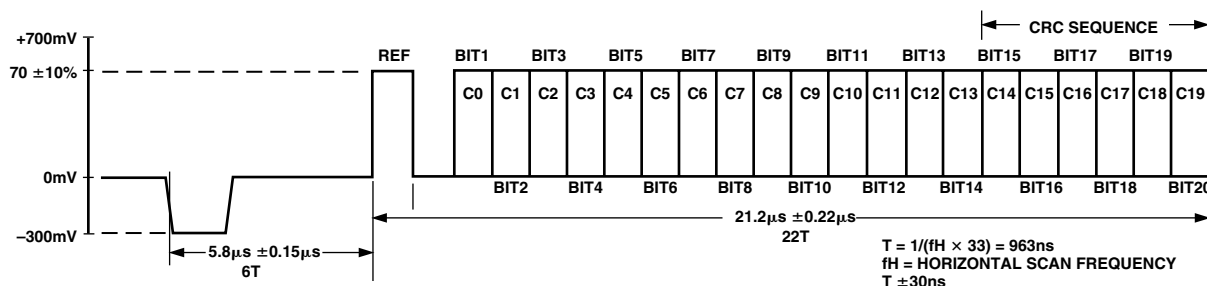 CRC SEQUENCE
+700mV
REF BIT1 BIT3 BIT5 BIT7 BIT9 BIT11 BIT13 BIT15 BIT17 BIT19
70 ±10%
C0 C1 C2 C3 C4 C5 C6 C7 C8 C9 C10 C11 C12 C13 C14 C15 C16 C17 C18 C19
0mV
BIT2 BIT4 BIT6 BIT8 BIT10 BIT12 BIT14 BIT16 BIT18 BIT20
21.2µs ±0.22µs
22T
–300mV
5.8µs ±0.15µs
6T
T = 1/(fH × 33) = 963ns
fH = HORIZONTAL SCAN FREQUENCY
T ±30ns